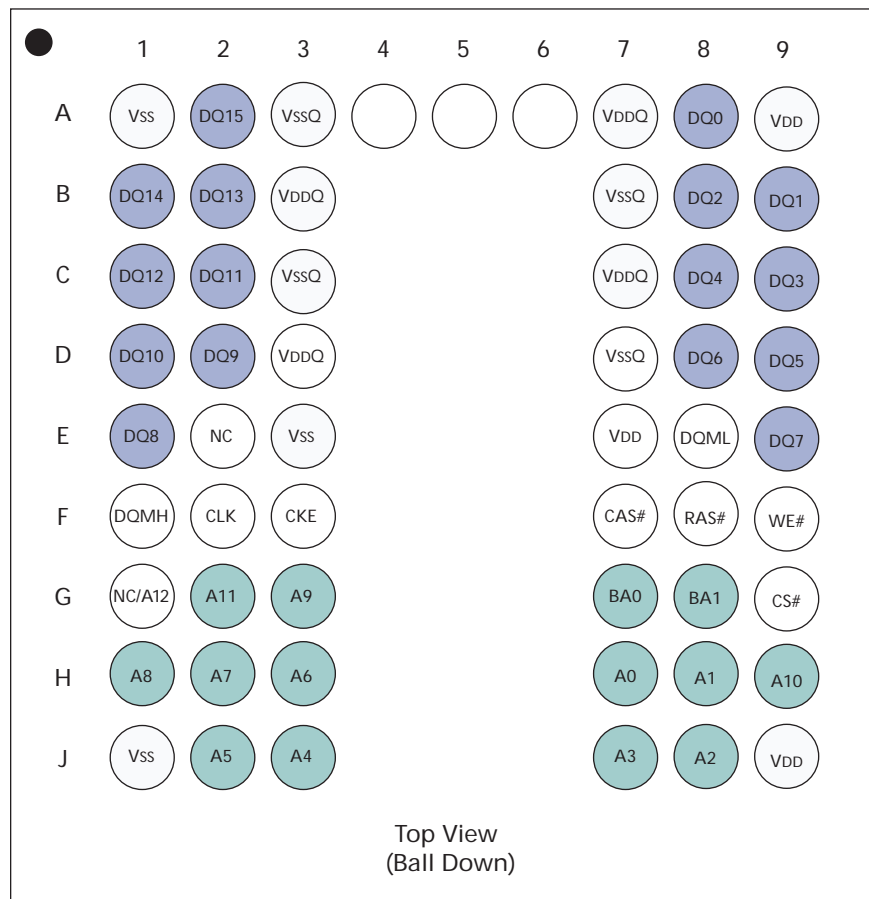 1 2 3 4 5 6 7 8 9
A VSS DQ15 VSSQ VDDQ DQ0 VDD
B DQ14 DQ13 VDDQ VSSQ DQ2 DQ1
C DQ12 DQ11 VSSQ VDDQ DQ4 DQ3
D DQ10 DQ9 VDDQ VSSQ DQ6 DQ5
E DQ8 NC VSS VDD DQML DQ7
F DQMH CLK CKE CAS# RAS# WE#
G NC/A12 A11 A9 BA0 BA1 CS#
H A8 A7 A6 A0 A1 A10
J VSS A5 A4 A3 A2 VDD
Top View
(Ball Down)